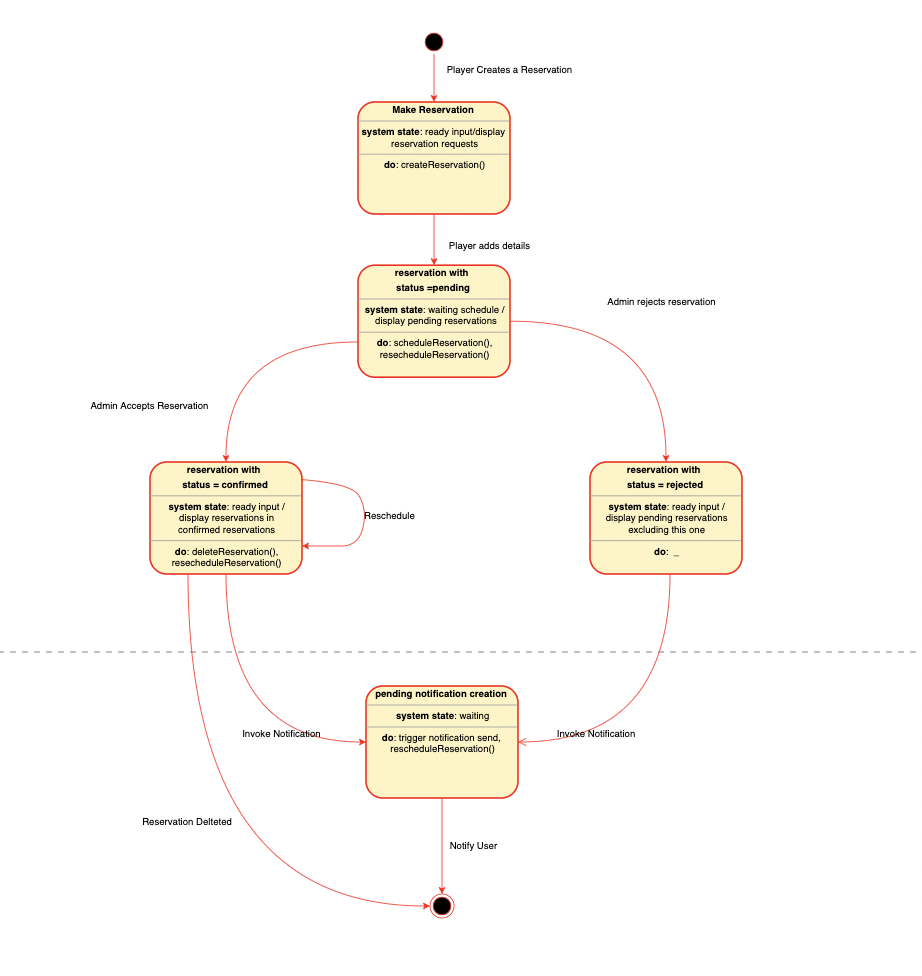 Player Creates a Reservation
Make Reservation
system state: ready input/display
reservation requests
do: createReservation()
Player adds details
reservation with
status =pending
system state: waiting schedule /
display pending reservations
do: scheduleReservation(),
resecheduleReservation()
Admin rejects reservation
Admin Accepts Reservation
reservation with
status = confirmed
system state: ready input /
display reservations in
confirmed reservations
do: deleteReservation(),
resecheduleReservation()
Reschedule
reservation with
status = rejected
system state: ready input /
display pending reservations
excluding this one
do: _
pending notification creation
system state: waiting
do: trigger notification send,
rescheduleReservation()
Invoke Notification
Invoke Notification
Reservation Delteted
Notify User